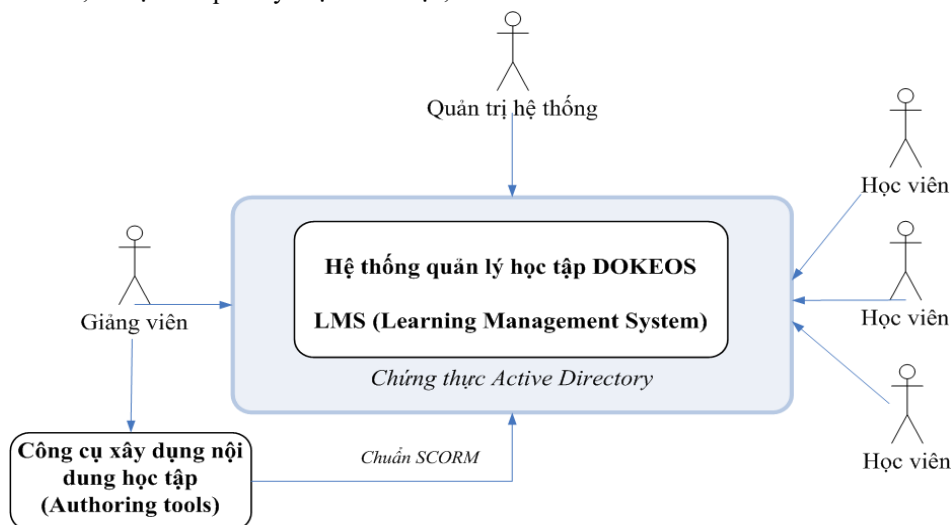 Quản trị hệ thống
Học viên
Hệ thống quản lý học tập DOKEOS
LMS (Learning Management System)
Giảng viên
Học viên
Chứng thực Active Directory
Công cụ xây dụng nội
dung học tập
(Authoring tools)
Chuẩn SCORM
Học viên